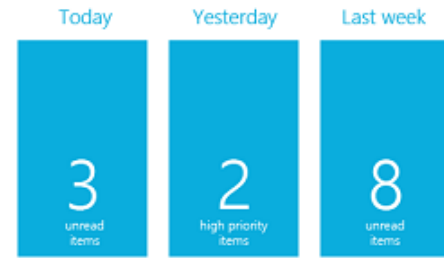 Today
Yesterday
Last week
3
unread
items
2
high priority
items
8
unread
items